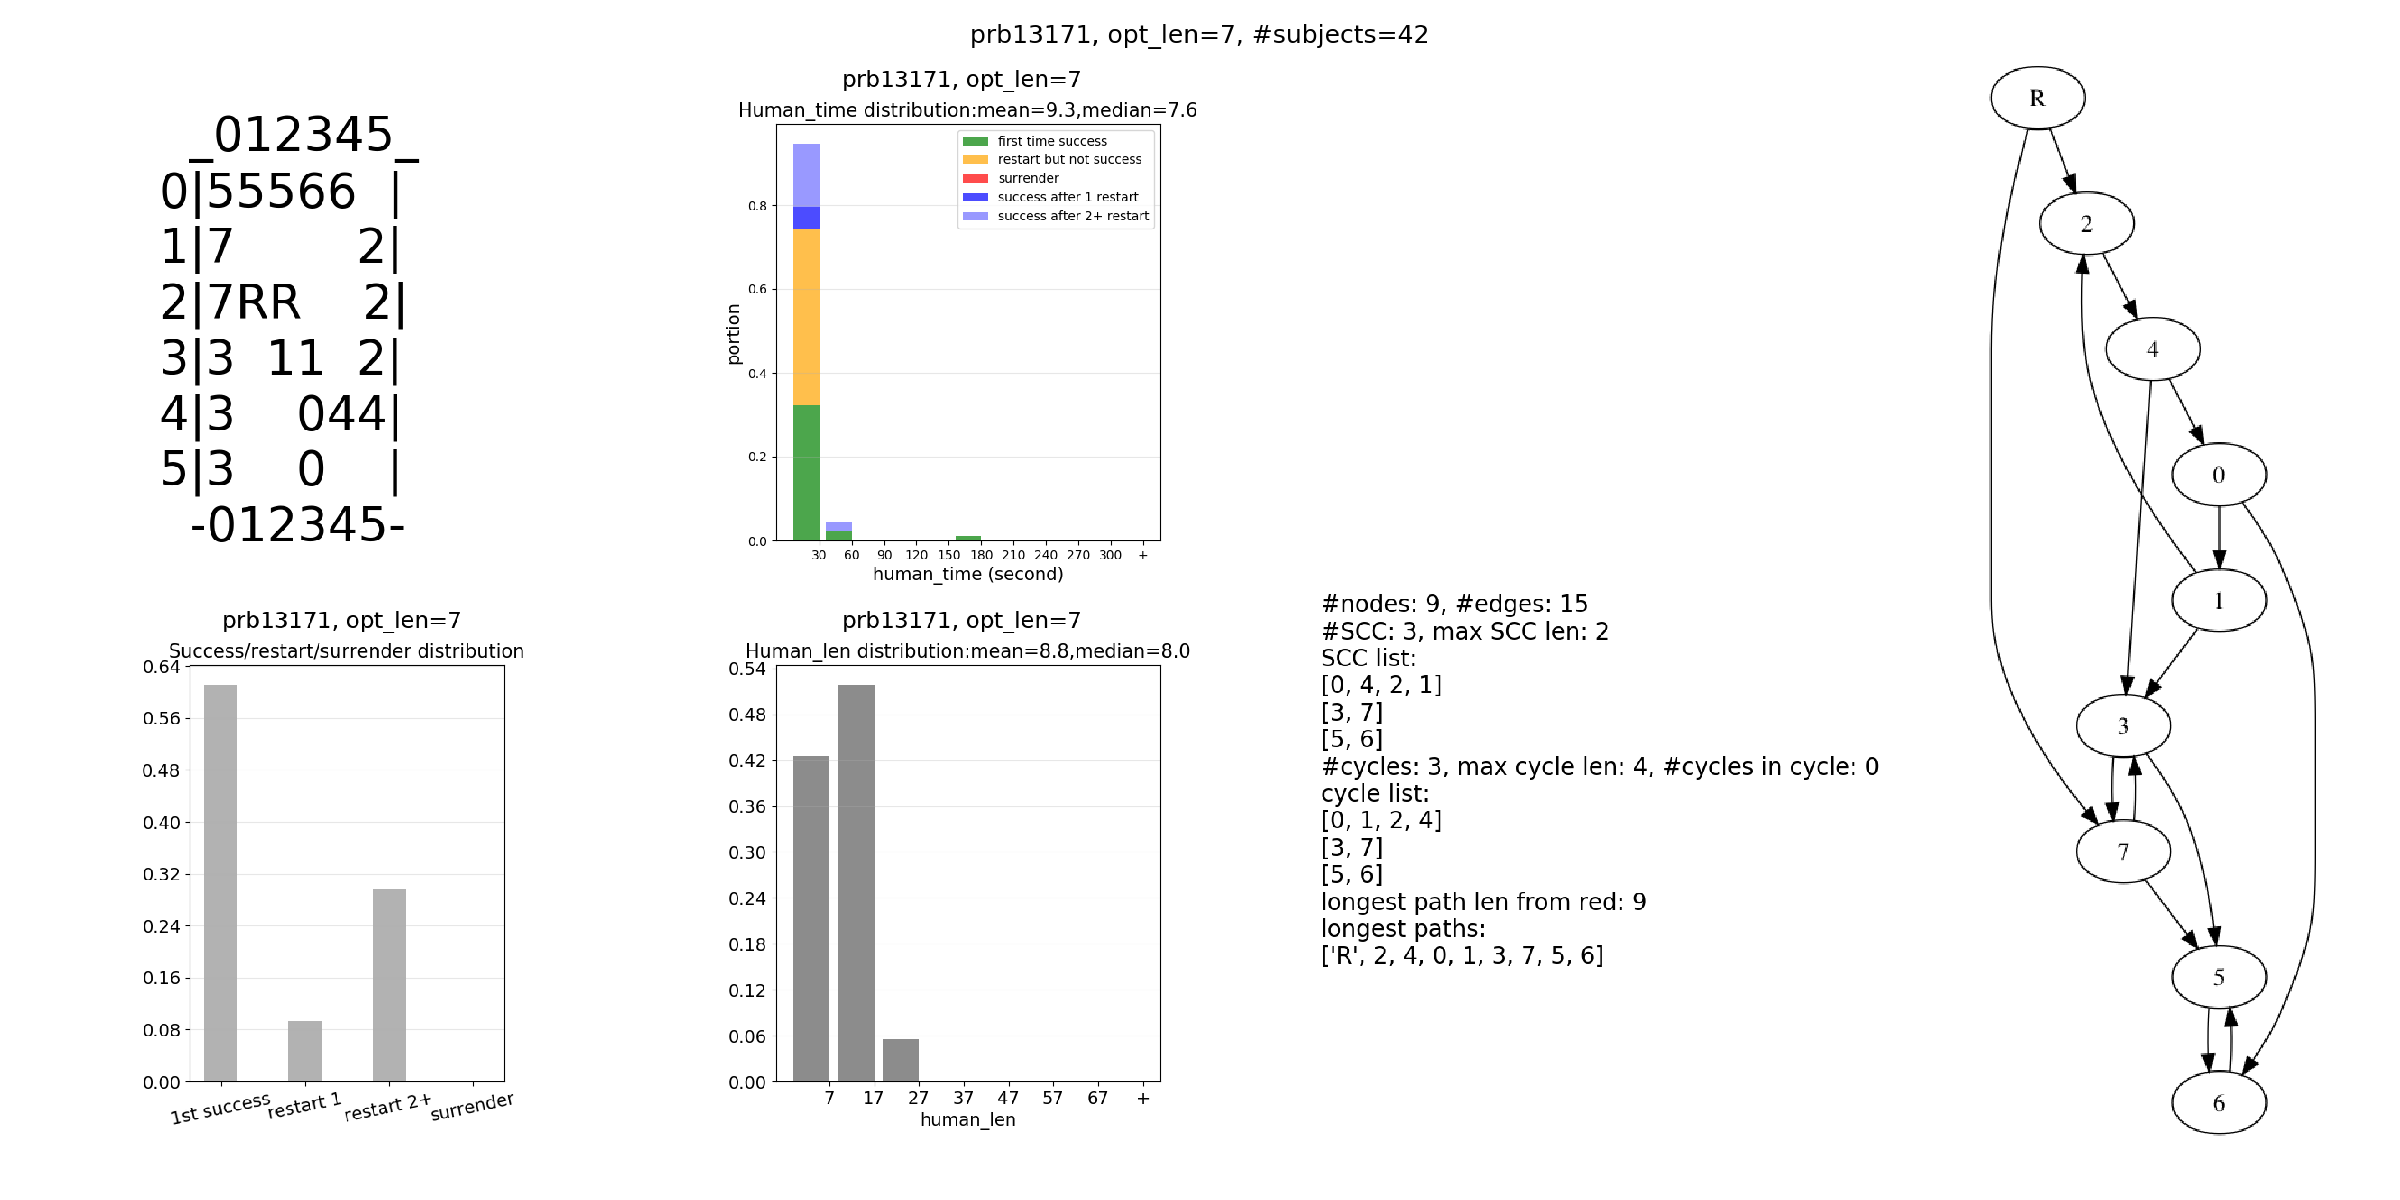 prb13171, opt_len=7, #subjects=42
_012345_
0|55566 |
1|7 2|
2|7RR 2|
3|3 11 2|
4|3 044|
5|3 0 |
-012345-
prb13171, opt_len=7
Human_time distribution:mean=9.3,median=7.6
first time success
restart but not success
surrender
success after 1 restart
success after 2+ restart
portion
0.8
0.6
0.4
0.2
0.0
30 60 90 120 150 180 210 240 270 300 +
human_time (second)
prb13171, opt_len=7
Success/restart/surrender distribution
0.64
0.56
0.48
0.40
0.32
0.24
0.16
0.08
0.00
1st success restart 1 restart 2+ surrender
prb13171, opt_len=7
Human_len distribution:mean=8.8,median=8.0
0.54
0.48
0.42
0.36
0.30
0.24
0.18
0.12
0.06
0.00
7 17 27 37 47 57 67 +
human_len
#nodes: 9, #edges: 15
#SCC: 3, max SCC len: 2
SCC list:
[0, 4, 2, 1]
[3, 7]
[5, 6]
#cycles: 3, max cycle len: 4, #cycles in cycle: 0
cycle list:
[0, 1, 2, 4]
[3, 7]
[5, 6]
longest path len from red: 9
longest paths:
['R', 2, 4, 0, 1, 3, 7, 5, 6]
R
2
4
0
1
3
7
5
6